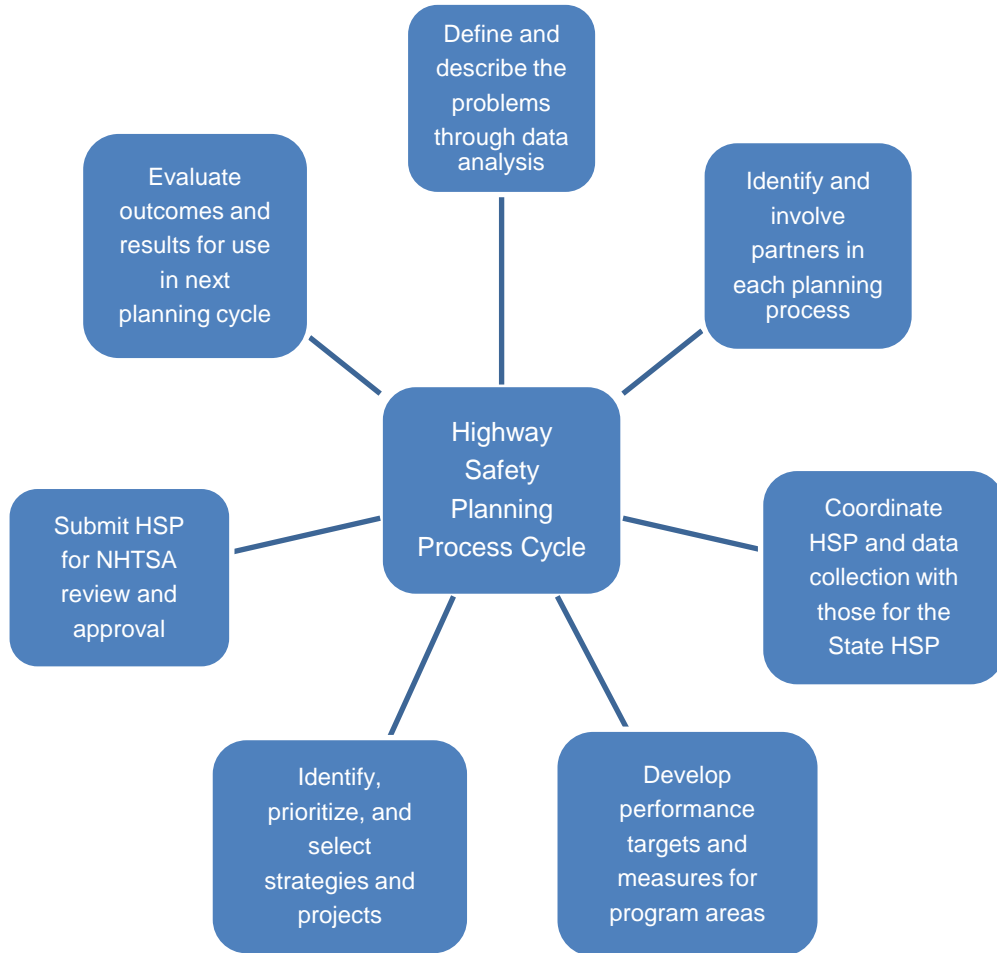 Define and
describe the
problems
through data
analysis
Identify and
involve
partners in
each planning
process
Coordinate
HSP and data
collection with
those for the
State HSP
Develop
performance
targets and
measures for
program areas
Identify,
prioritize, and
select
strategies and
projects
Submit HSP
for NHTSA
review and
approval
Evaluate
outcomes and
results for use
in next
planning cycle
Highway
Safety
Planning
Process Cycle